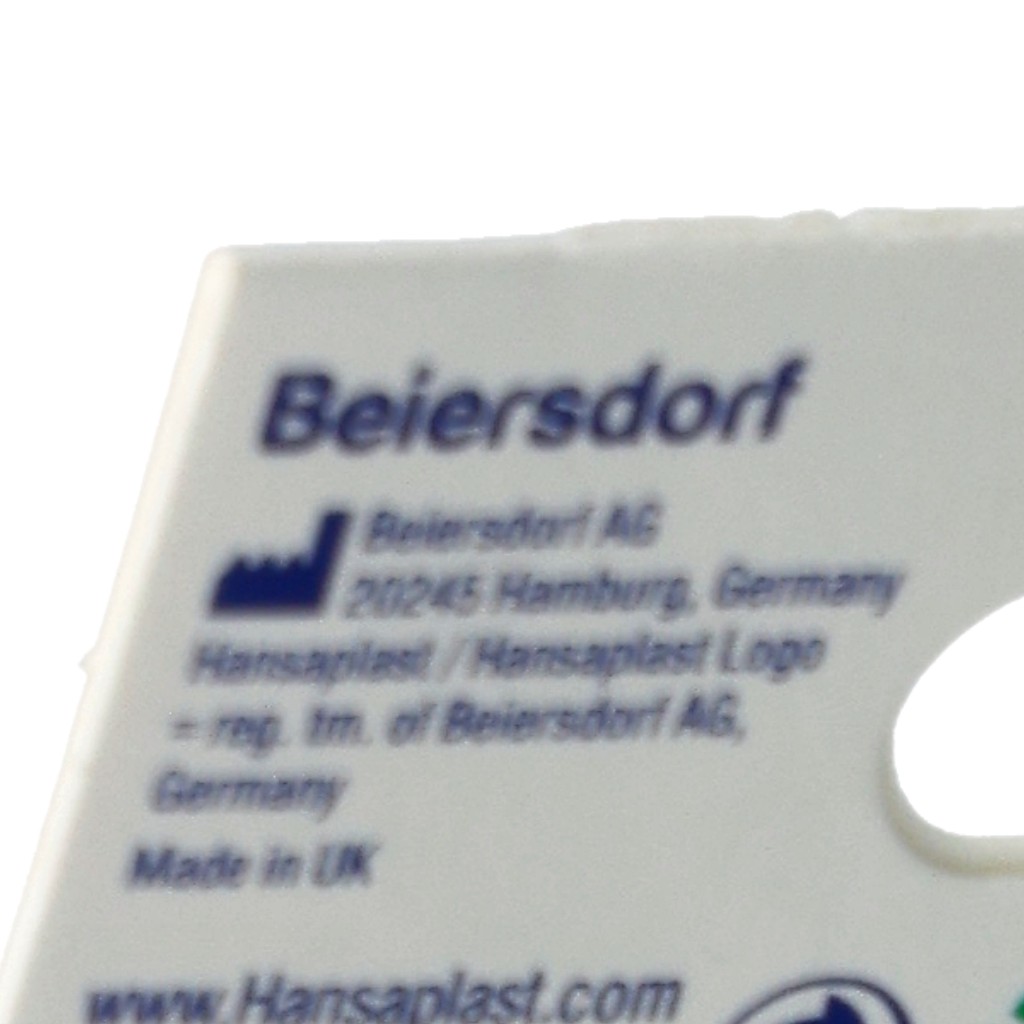 Beiersdorf
Beiersdorf AG
20245 Hamburg, Germany
Hansaplast / Hansaplast Logo
= reg. tm. of Beiersdorf AG,
Germany
Made in UK
www.Hansaplast.com